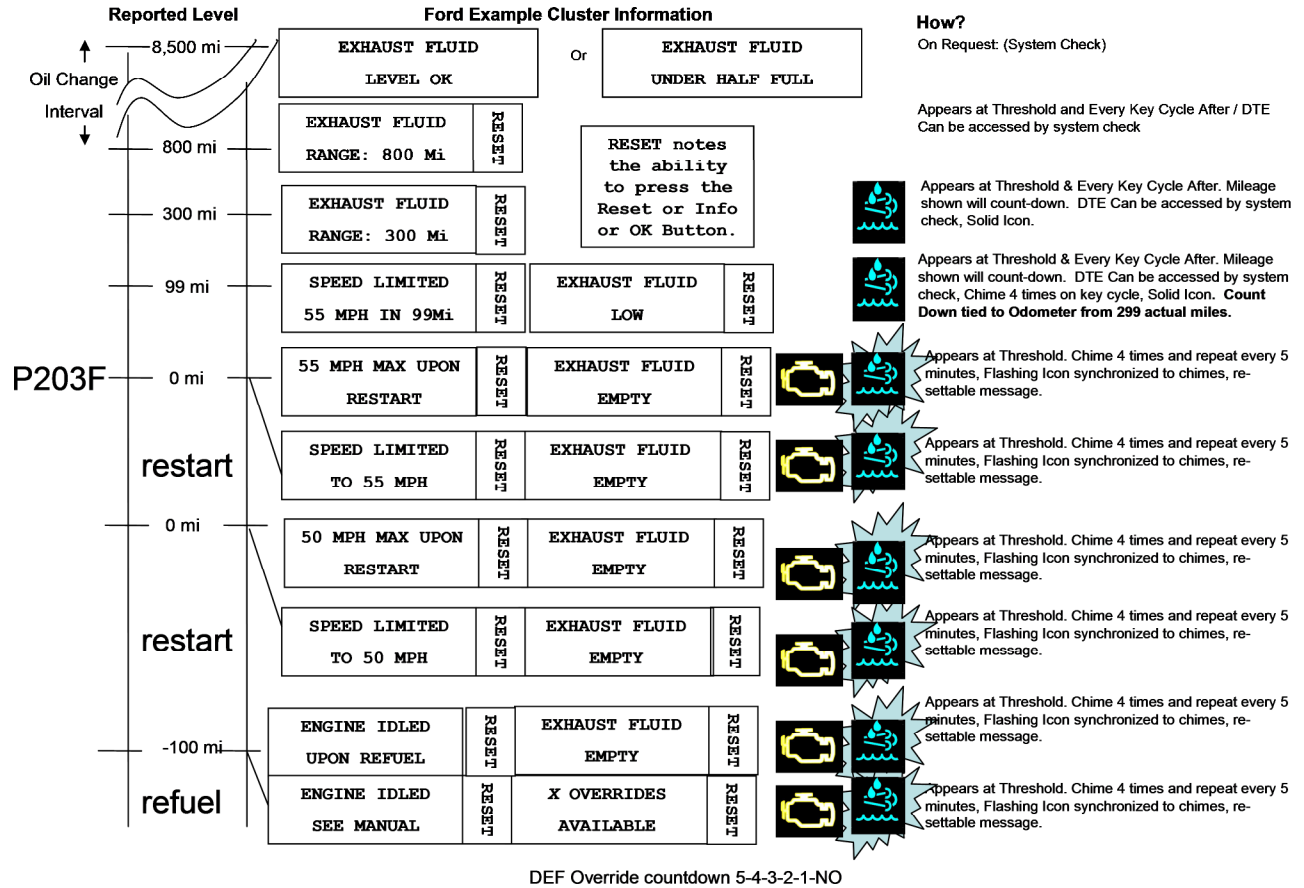 Reported Level
Ford Example Cluster Information
How?
8,500 mi
EXHAUST FLUID
LEVEL OK
Or
EXHAUST FLUID
UNDER HALF FULL
On Request: (System Check)
Oil Change
Interval
EXHAUST FLUID
RANGE: 800 Mi
RESET
800 mi
Appears at Threshold and Every Key Cycle After / DTE
Can be accessed by system check
RESET notes
the ability
to press the
Reset or Info
or OK Button.
300 mi
EXHAUST FLUID
RANGE: 300 Mi
RESET
Appears at Threshold & Every Key Cycle After. Mileage
shown will count-down. DTE Can be accessed by system
check, Solid Icon.
99 mi
SPEED LIMITED
55 MPH IN 99Mi
RESET
EXHAUST FLUID
LOW
RESET
Appears at Threshold & Every Key Cycle After. Mileage
shown will count-down. DTE Can be accessed by system
check, Chime 4 times on key cycle, Solid Icon. Count
Down tied to Odometer from 299 actual miles.
P203F
0 mi
55 MPH MAX UPON
RESTART
RESET
EXHAUST FLUID
EMPTY
RESET
Appears at Threshold. Chime 4 times and repeat every 5
minutes, Flashing Icon synchronized to chimes, re-
settable message.
restart
SPEED LIMITED
TO 55 MPH
RESET
EXHAUST FLUID
EMPTY
RESET
Appears at Threshold. Chime 4 times and repeat every 5
minutes, Flashing Icon synchronized to chimes, re-
settable message.
0 mi
50 MPH MAX UPON
RESTART
RESET
EXHAUST FLUID
EMPTY
RESET
Appears at Threshold. Chime 4 times and repeat every 5
minutes, Flashing Icon synchronized to chimes, re-
settable message.
restart
SPEED LIMITED
TO 50 MPH
RESET
EXHAUST FLUID
EMPTY
RESET
Appears at Threshold. Chime 4 times and repeat every 5
minutes, Flashing Icon synchronized to chimes, re-
settable message.
-100 mi
ENGINE IDLED
UPON REFUEL
RESET
EXHAUST FLUID
EMPTY
RESET
Appears at Threshold. Chime 4 times and repeat every 5
minutes, Flashing Icon synchronized to chimes, re-
settable message.
refuel
ENGINE IDLED
SEE MANUAL
RESET
X OVERRIDES
AVAILABLE
RESET
Appears at Threshold. Chime 4 times and repeat every 5
minutes, Flashing Icon synchronized to chimes, re-
settable message.
DEF Override countdown 5-4-3-2-1-NO